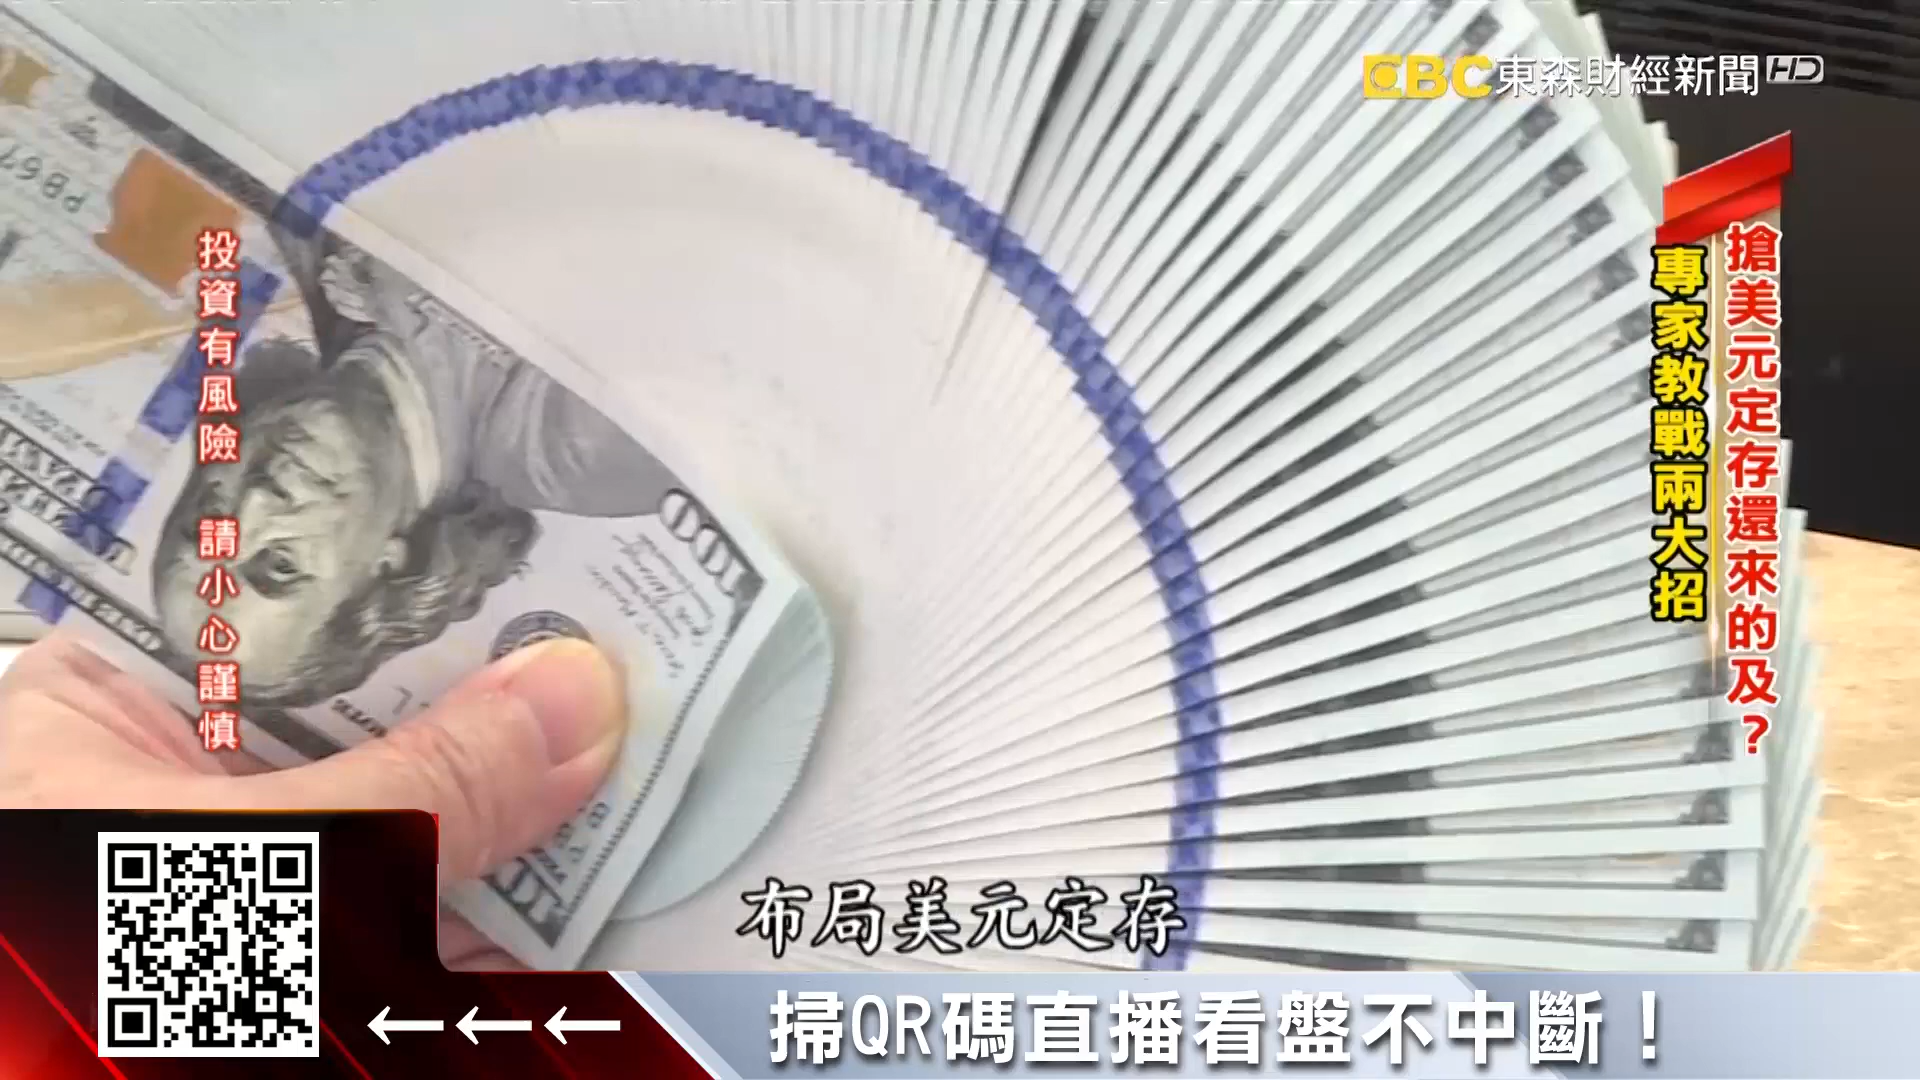 EBC東森財經新聞HD
搶美元定存還來的及?
專家教戰兩大招
投資有風險 請小心謹慎
PB67
100
布局美元定存
←←←
掃QR碼直播看盤不中斷!